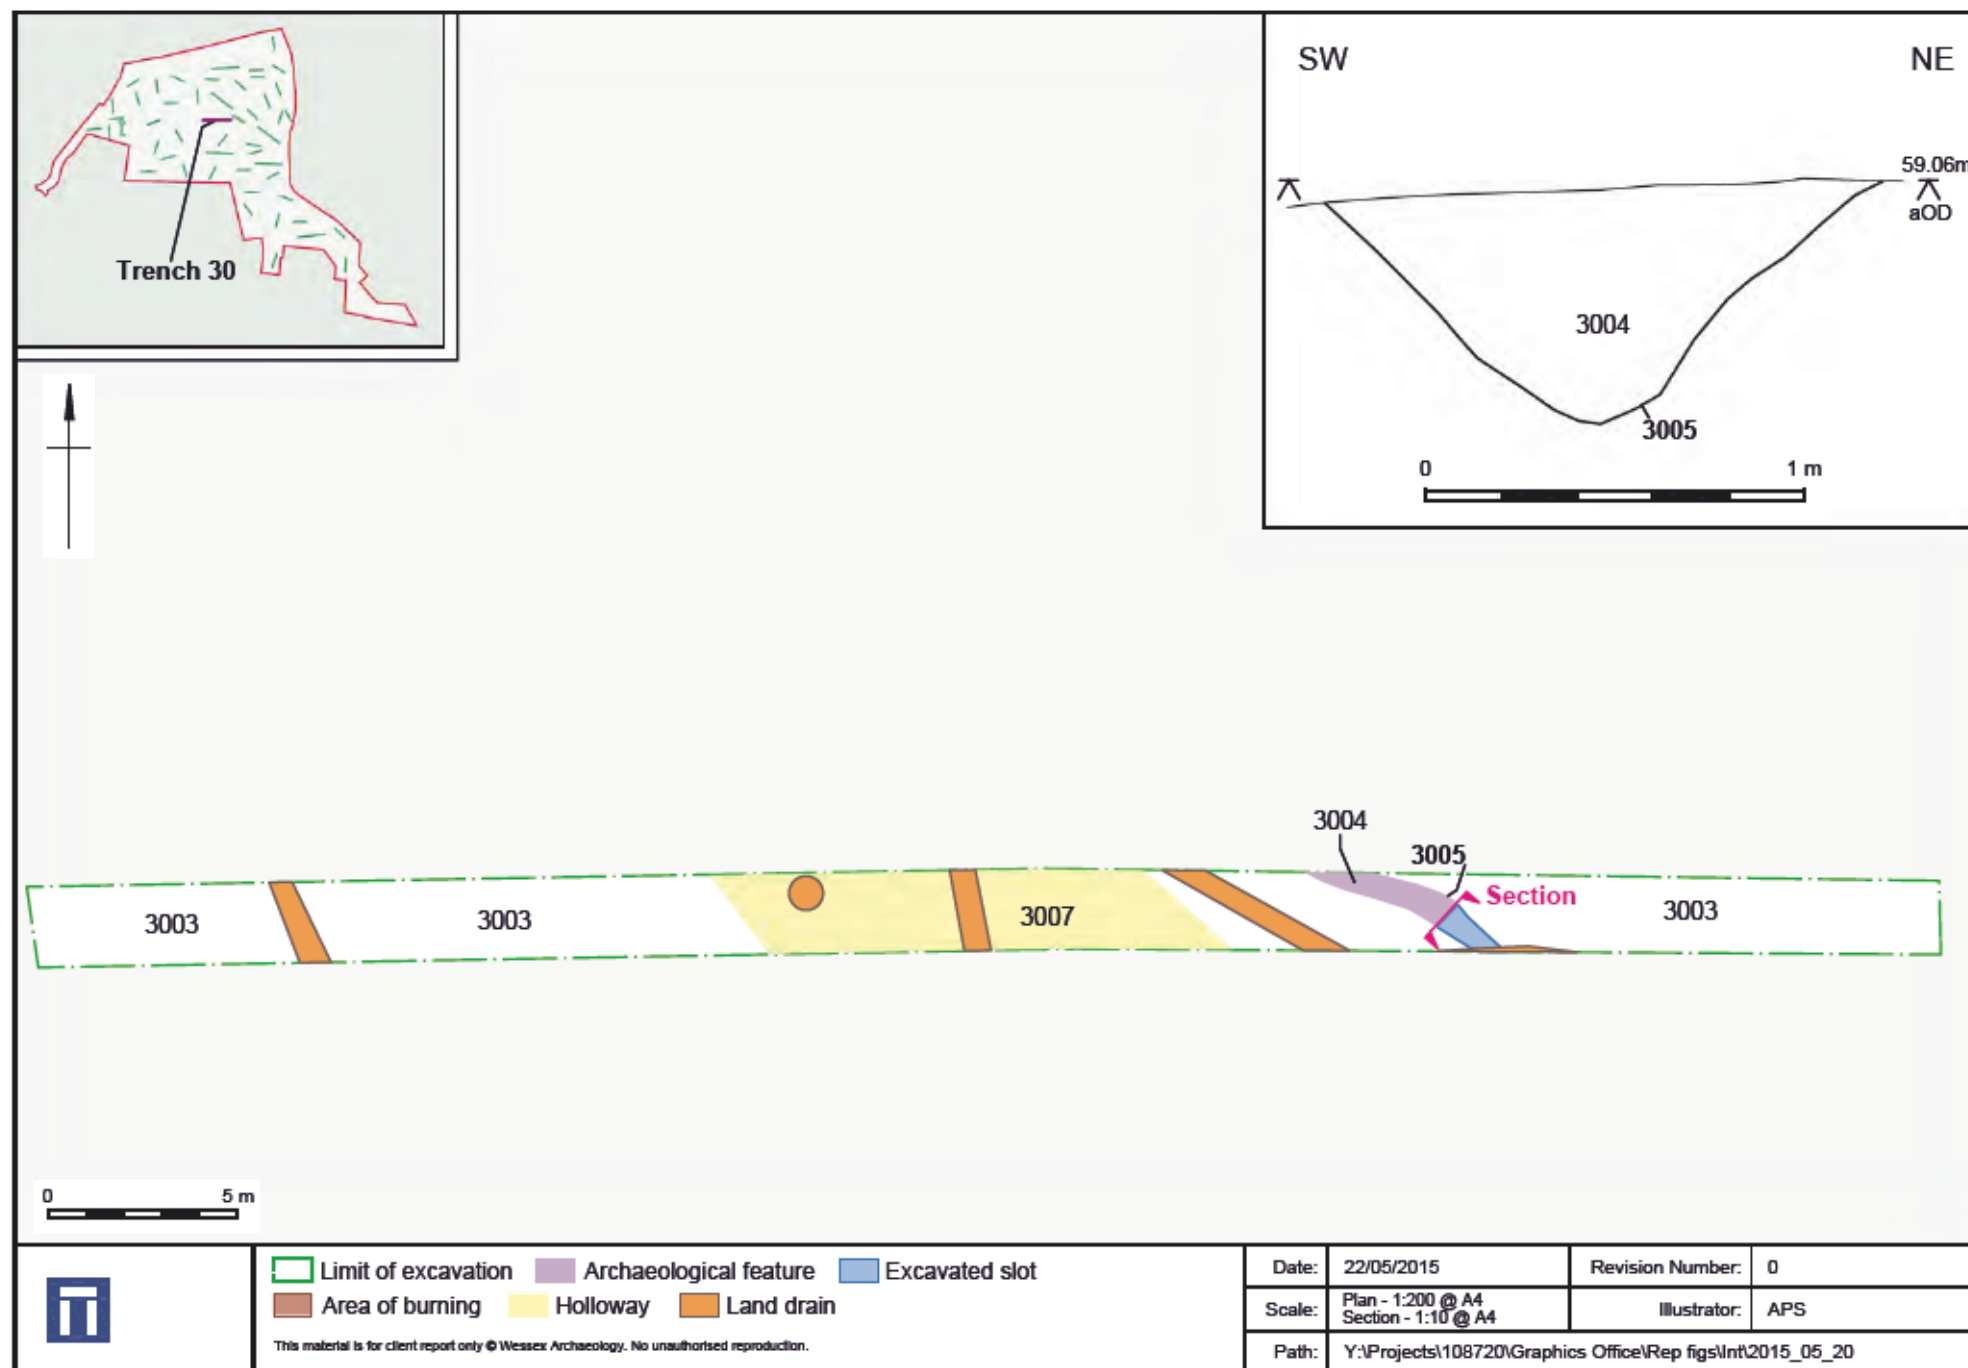 Trench 30
SW NE
59.06m
aOD
3004
3005
0 1 m
3004
3005
Section
3003 3003 3007 3003
0 5 m
Limit of excavation Archaeological feature Excavated slot
Area of burning Holloway Land drain
This material is for client report only © Wessex Archaeology. No unauthorised reproduction.
Date: 22/05/2015 Revision Number: 0
Scale: Plan - 1:200 @ A4
Section - 1:10 @ A4 Illustrator: APS
Path: Y:\Projects\108720\Graphics Office\Rep figs\Int\2015_05_20